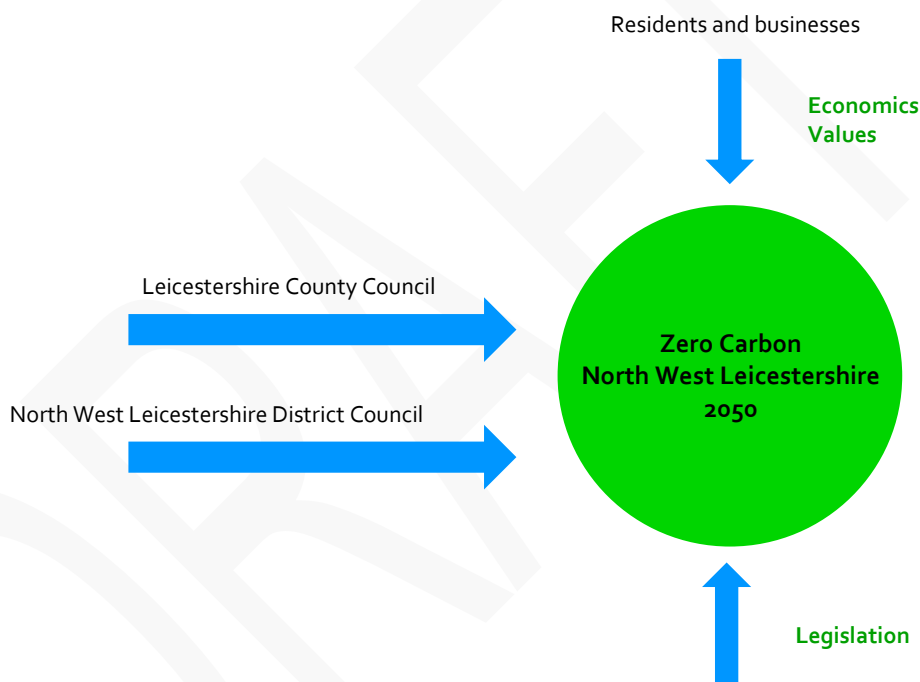 Residents and businesses
Economics
Values
Leicestershire County Council
Zero Carbon
North West Leicestershire
2050
North West Leicestershire District Council
Legislation
DRAFT